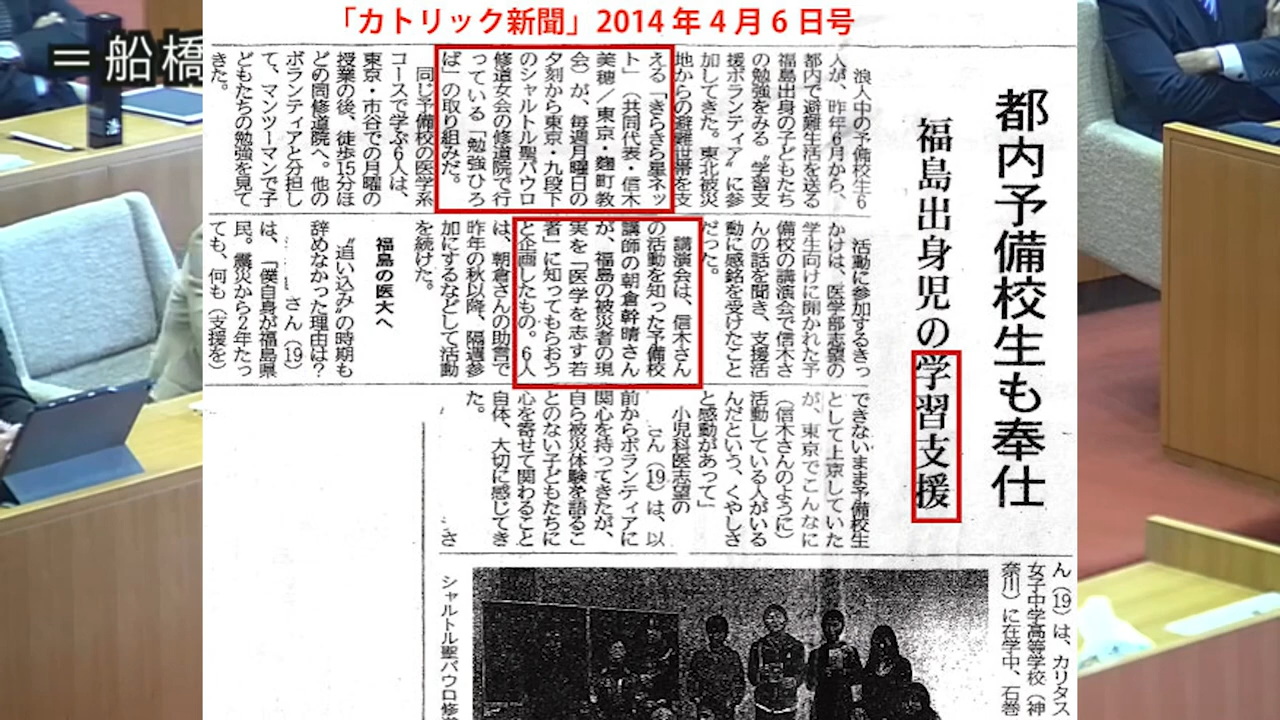 「カトリック新聞」2014年4月6日号
＝船橋
都内予備校生も奉仕
福島出身児の学習支援
浪人中の予備校生6
人が、昨年6月から、
都内で避難生活を送る
福島出身の子どもたち
の勉強をみる〝学習支
援ボランティア〟に参
加してきた。東北被災
地からの避難世帯を支
える「きらきら星ネッ
ト」（共同代表・信木
美穂／東京・麴町教
会）が、毎週月曜日の
夕刻から東京・九段下
のシャルトル聖パウロ
修道女会の修道院で行
っている「勉強ひろ
ば」の取り組みだ。
同じ予備校の医学系
コースで学ぶ6人は、
東京・市谷での月曜の
授業の後、徒歩15分ほ
どの同修道院へ。他の
ボランティアと分担し
て、マンツーマンで子
どもたちの勉強を見て
きた。
活動に参加するきっ
かけは、医学部志望の
学生向けに開かれた予
備校の講演会で信木さ
んの話を聞き、支援活
動に感銘を受けたこと
だった。
講演会は、信木さん
の活動を知った予備校
講師の朝倉幹晴さん
が、福島の被災者の現
実を「医学を志す若
者」に知ってもらおう
と企画したもの。6人
は、朝倉さんの助言で
昨年の秋以降、隔週参
加にするなどして活動
を続けた。
福島の医大へ
〝追い込み〟の時期も
辞めなかった理由は？
さん（19）
は、「僕自身が福島県
民。震災から2年たっ
ても、何も（支援を）
できないまま予備校生
として上京していた
が、東京でこんなに
（信木さんのように）
活動している人がいる
んだという、くやしさ
と感動があって」
小児科医志望の
さん（19）は、以
前からボランティアに
関心を持ってきたが、
自ら被災体験を語るこ
とのない子どもたちに
心を寄せて関わること
自体、大切に感じてき
た。
さ
ん（19）は、カリタス
女子中学高等学校（神
奈川）に在学中、石巻
シャルトル聖パウロ修